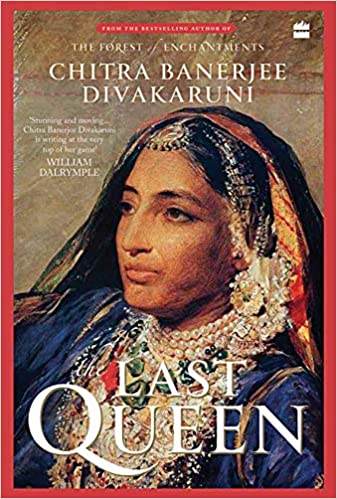 FROM THE BESTSELLING AUTHOR OF
THE FOREST of ENCHANTMENTS
CHITRA BANERJEE
DIVAKARUNI
'Stunning and moving...
Chitra Banerjee Divakaruni
is writing at the very
top of her game'
WILLIAM
DALRYMPLE
The
LAST
QUEEN